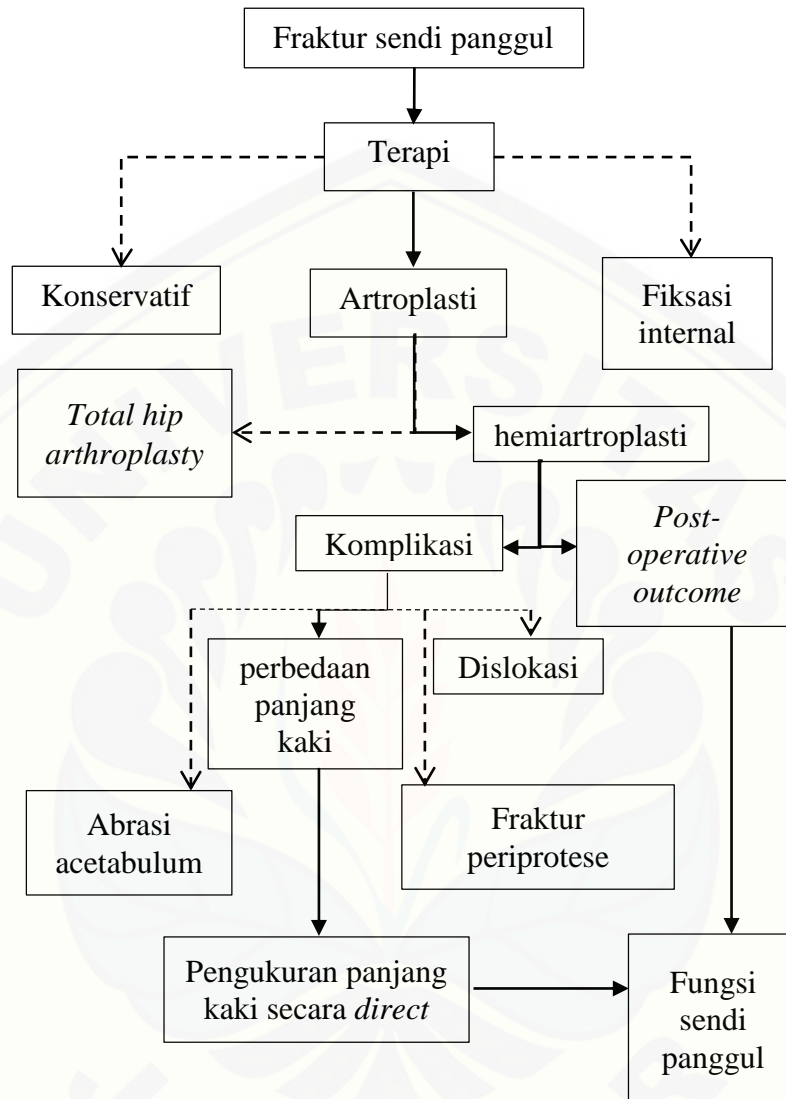 Fraktur sendi panggul
Terapi
Konservatif
Artroplasti
Fiksasi
internal
Total hip
arthroplasty
hemiartroplasti
Komplikasi
Post-
operative
outcome
perbedaan
panjang
kaki
Dislokasi
Abrasi
acetabulum
Fraktur
periprotese
Pengukuran panjang
kaki secara direct
Fungsi
sendi
panggul
UNIVERSITAS